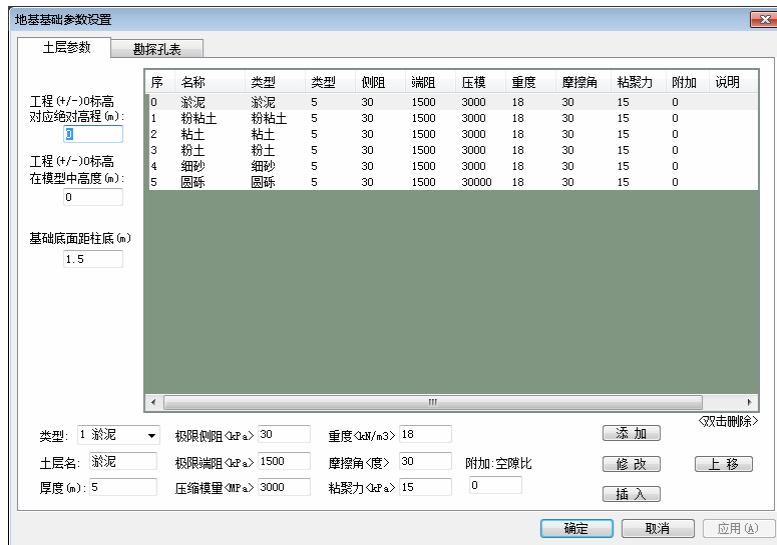 地基基础参数设置
土层参数 勘探孔表
工程(+/-)0标高
对应绝对高程(m):
0
工程(+/-)0标高
在模型中高度(m):
0
基础底面距柱底(m)
1.5
序 名称 类型 类型 侧阻 端阻 压模 重度 摩擦角 粘聚力 附加 说明
0 淤泥 淤泥 5 30 1500 3000 18 30 15 0
1 粉粘土 粉粘土 5 30 1500 3000 18 30 15 0
2 粘土 粘土 5 30 1500 3000 18 30 15 0
3 粉土 粉土 5 30 1500 3000 18 30 15 0
4 细砂 细砂 5 30 1500 3000 18 30 15 0
5 圆砾 圆砾 5 30 1500 30000 18 30 15 0
<双击删除>
类型: 1 淤泥 极限侧阻<kPa> 30 重度<kN/m3> 18 添 加
土层名: 淤泥 极限端阻<kPa> 1500 摩擦角<度> 30 附加:空隙比 修 改 上 移
厚度(m): 5 压缩模量<MPa> 3000 粘聚力<kPa> 15 0 插 入
确定 取消 应用(A)